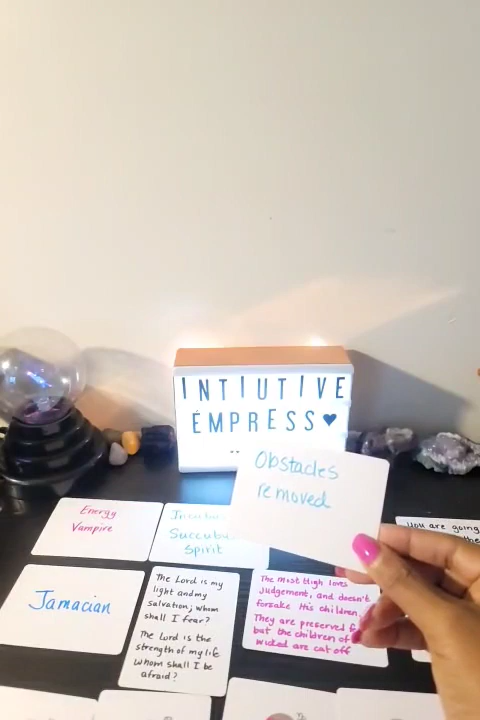 INTIUTIVE
EMPRESS♥
Obstacles
removed
Energy
Vampire
Succubus
Spirit
you are going
Jamacian
The Lord is my
light and my
salvation; whom
shall I fear?
The Lord is the
strength of my life
whom shall I be
afraid?
The most High loves
judgement, and doesn't
forsake His children.
They are preserved
but the children of
wicked are cat off